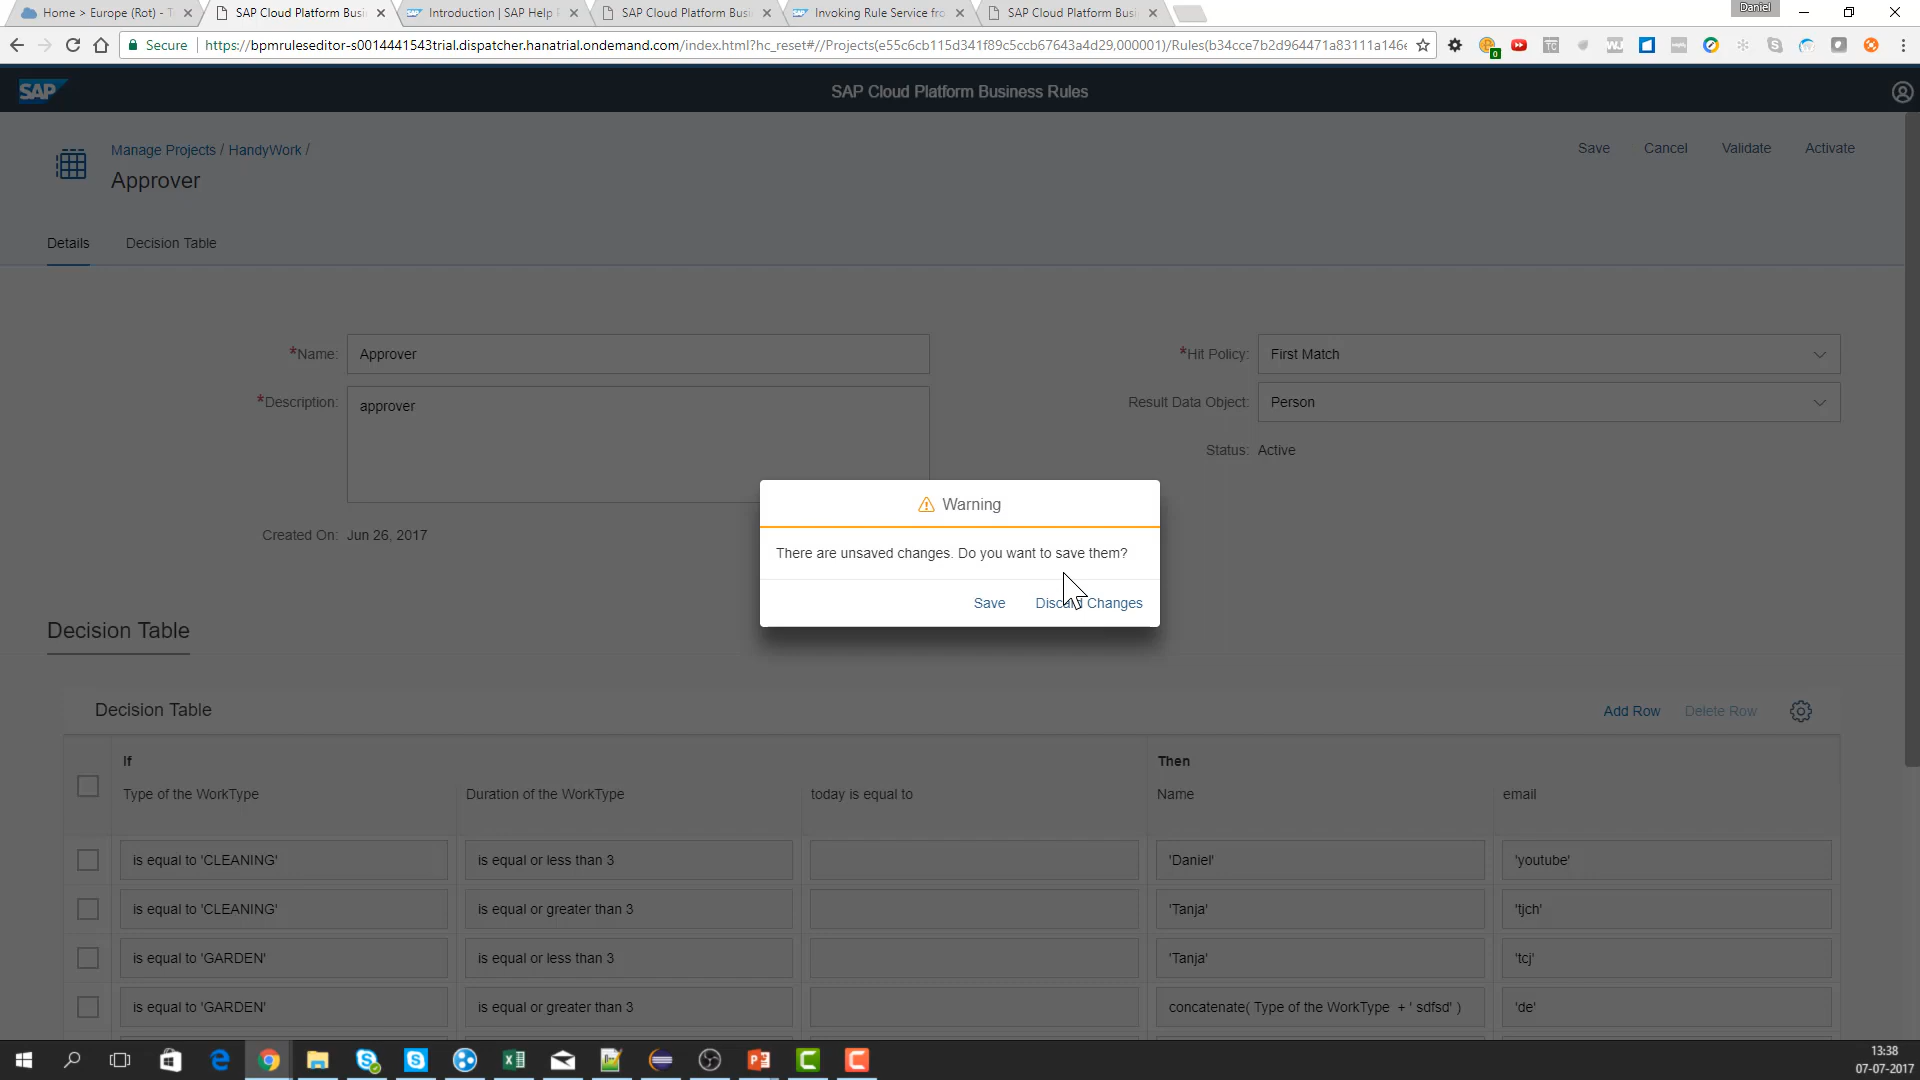 Daniel
Home > Europe (Rot) - T
SAP Cloud Platform Busi
Introduction | SAP Help
SAP Cloud Platform Bus
Invoking Rule Service fro
SAP Cloud Platform Busi
Secure
https://bpmruleseditor-s0014441543trial.dispatcher.hanatrial.ondemand.com/index.html?hc_reset#//Projects(e55c6cb115d341f89c5ccb67643a4d29,000001)/Rules(b34cce7b2d964471a83111a146e
SAP
SAP Cloud Platform Business Rules
Manage Projects / HandyWork /
Approver
Save
Cancel
Validate
Activate
Details
Decision Table
*Name:
Approver
*Hit Policy:
First Match
*Description:
approver
Result Data Object:
Person
Status:
Active
Created On:
Jun 26, 2017
Warning
There are unsaved changes. Do you want to save them?
Save
Discard Changes
Decision Table
Decision Table
Add Row
Delete Row
If
Then
Type of the WorkType
Duration of the WorkType
today is equal to
Name
email
is equal to 'CLEANING'
is equal or less than 3
'Daniel'
'youtube'
is equal to 'CLEANING'
is equal or greater than 3
'Tanja'
'tjch'
is equal to 'GARDEN'
is equal or less than 3
'Tanja'
'tcj'
is equal to 'GARDEN'
is equal or greater than 3
concatenate( Type of the WorkType + ' sdfsd' )
'de'
13:38
07-07-2017